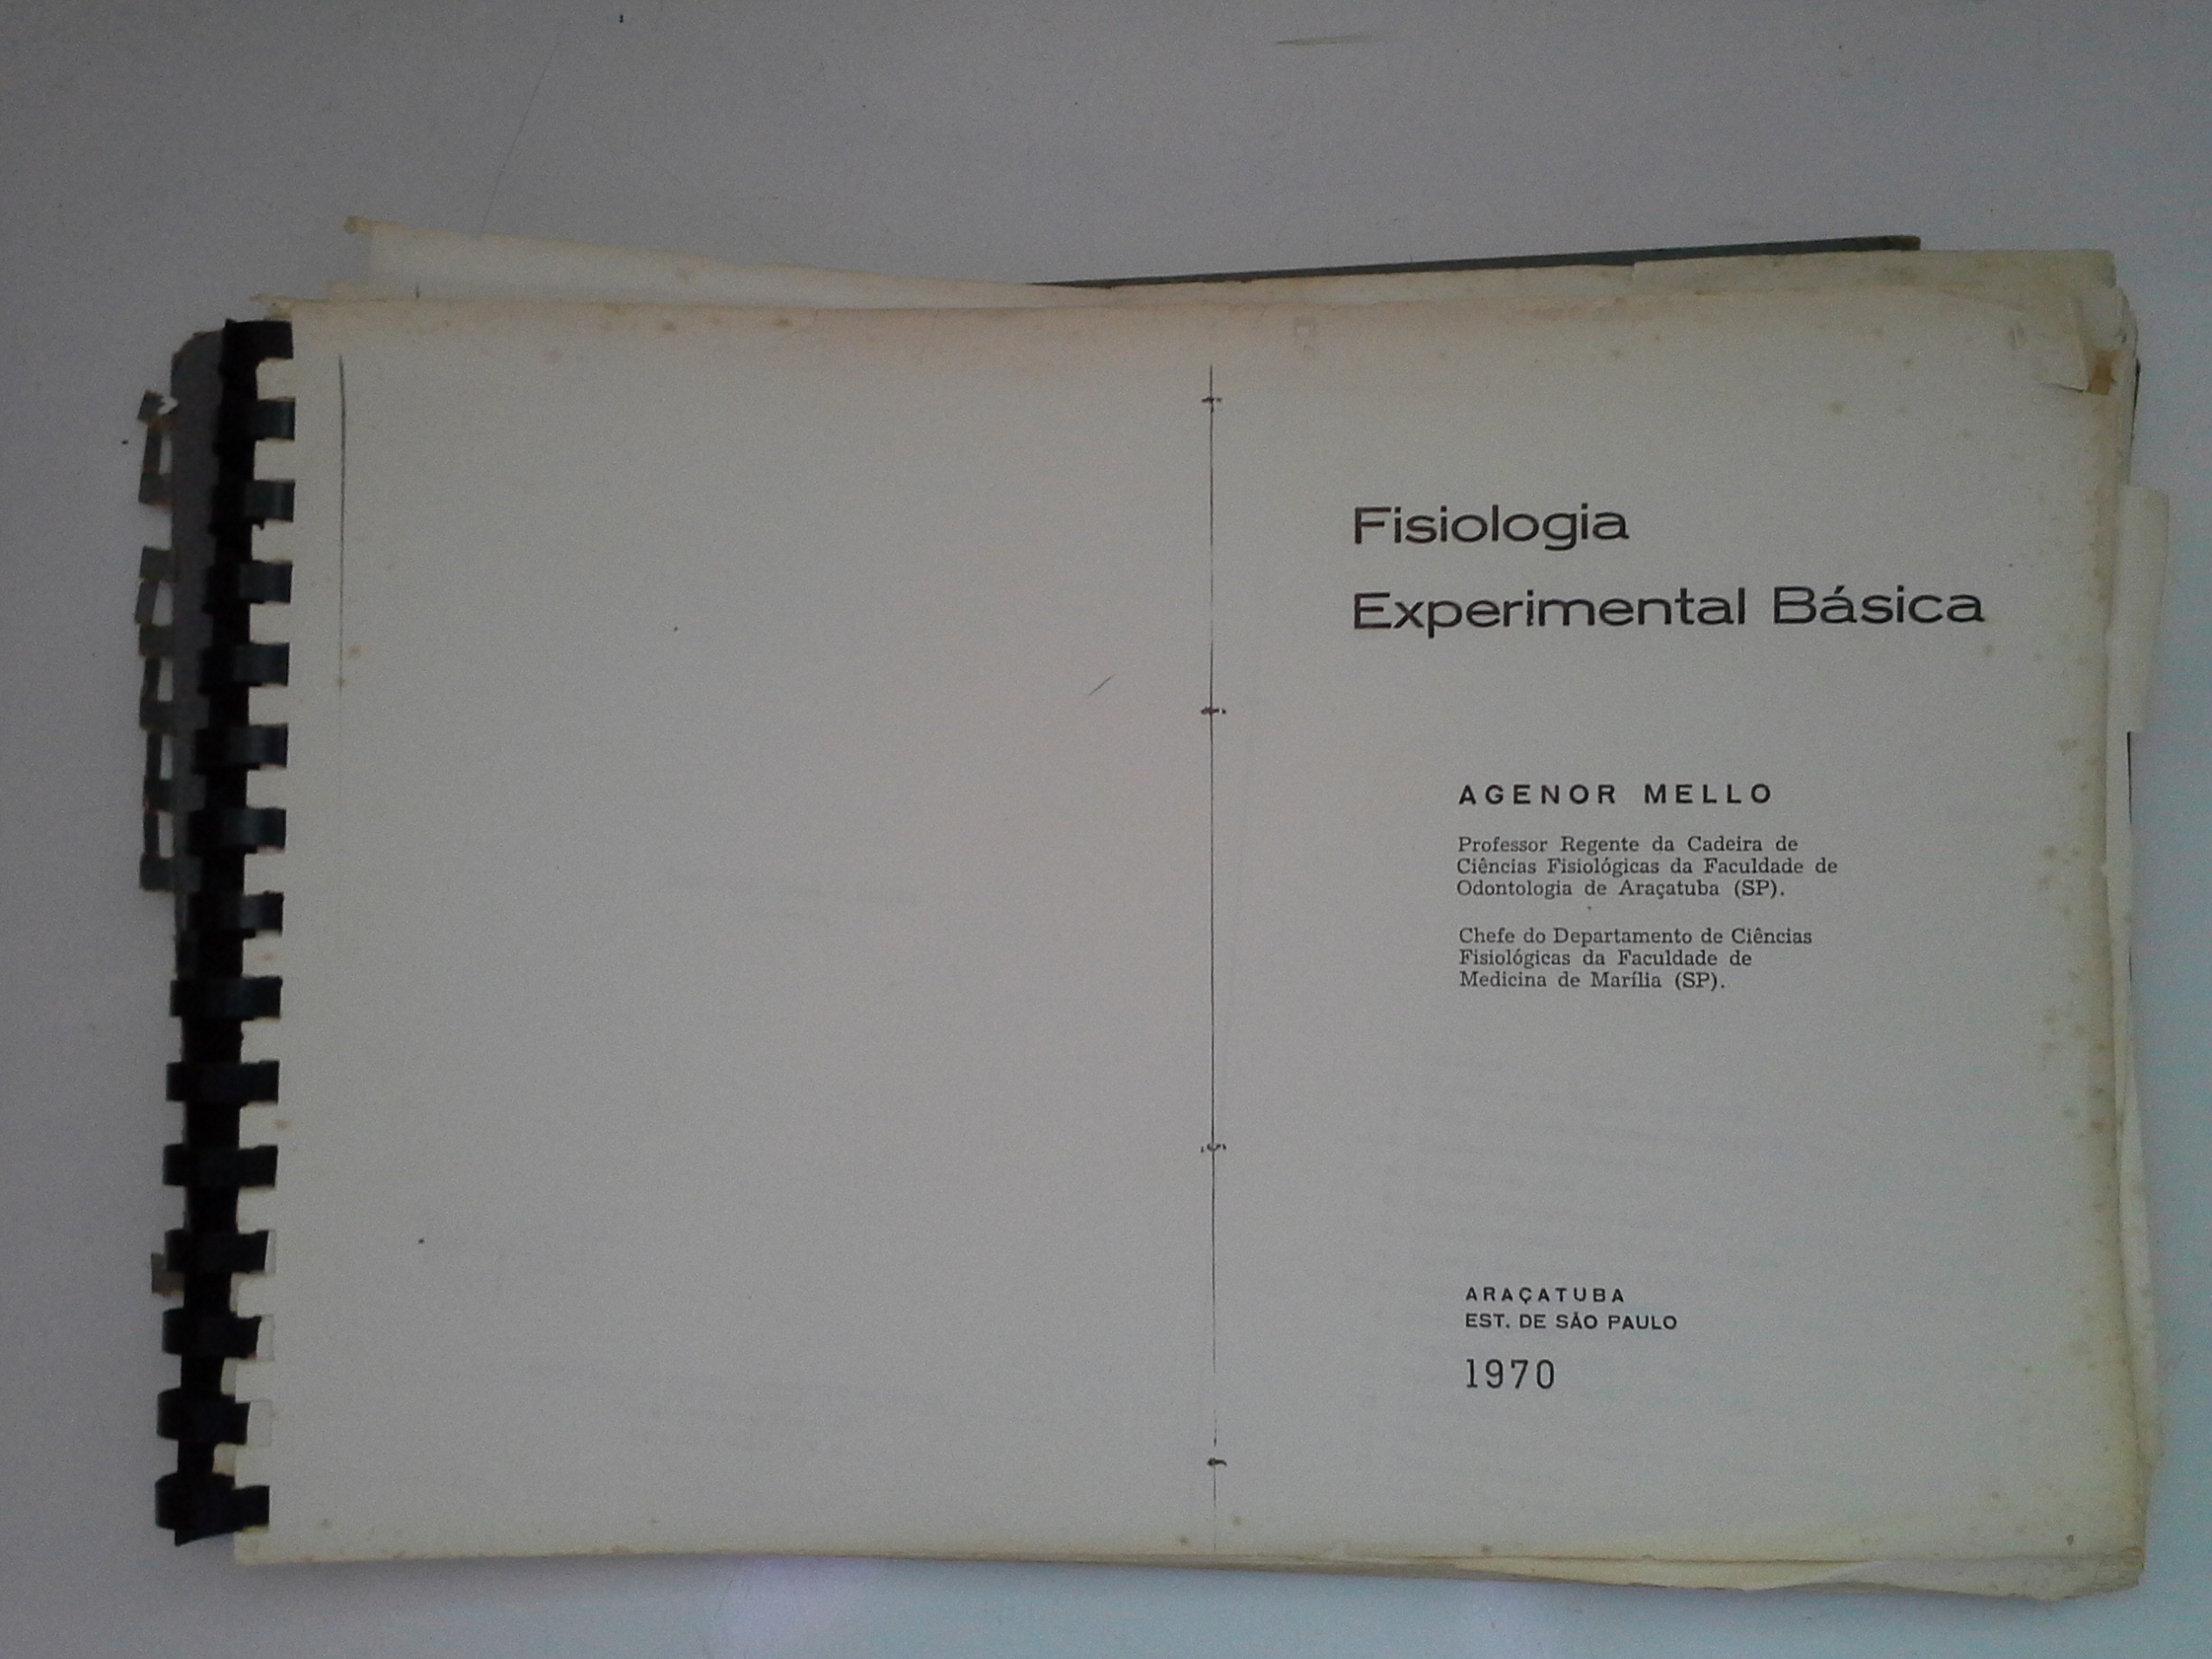 Fisiologia
Experimental Básica
AGENOR MELLO
Professor Regente da Cadeira de
Ciências Fisiológicas da Faculdade de
Odontologia de Araçatuba (SP).
Chefe do Departamento de Ciências
Fisiológicas da Faculdade de
Medicina de Marília (SP).
ARAÇATUBA
EST. DE SÃO PAULO
1970